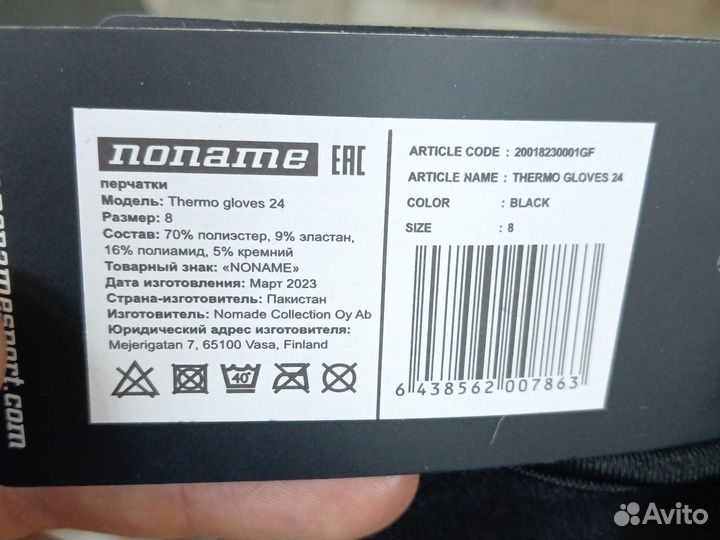 noname EAC
перчатки
Модель: Thermo gloves 24
Размер: 8
Состав: 70% полиэстер, 9% эластан,
16% полиамид, 5% кремний
Товарный знак: «NONAME»
Дата изготовления: Март 2023
Страна-изготовитель: Пакистан
Изготовитель: Nomade Collection Oy Ab
Юридический адрес изготовителя:
Mejerigatan 7, 65100 Vasa, Finland
40°
ARTICLE CODE : 20018230001GF
ARTICLE NAME : THERMO GLOVES 24
COLOR : BLACK
SIZE : 8
6 438562 007863
nonamesport.com
Avito